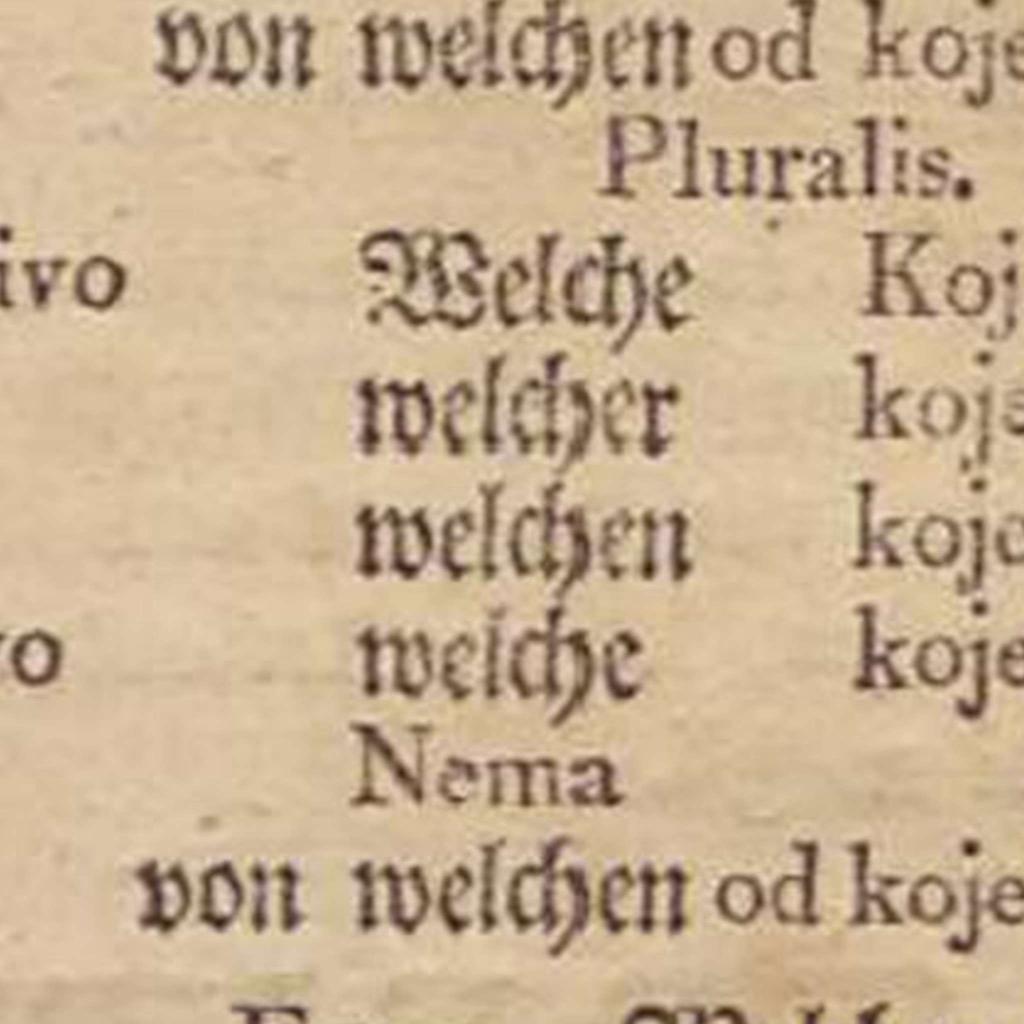 von welchen od koje
Pluralis.
ivo Welche Koj
welcher koje
welchen koje
vo welche koje
Nema
von welchen od koje